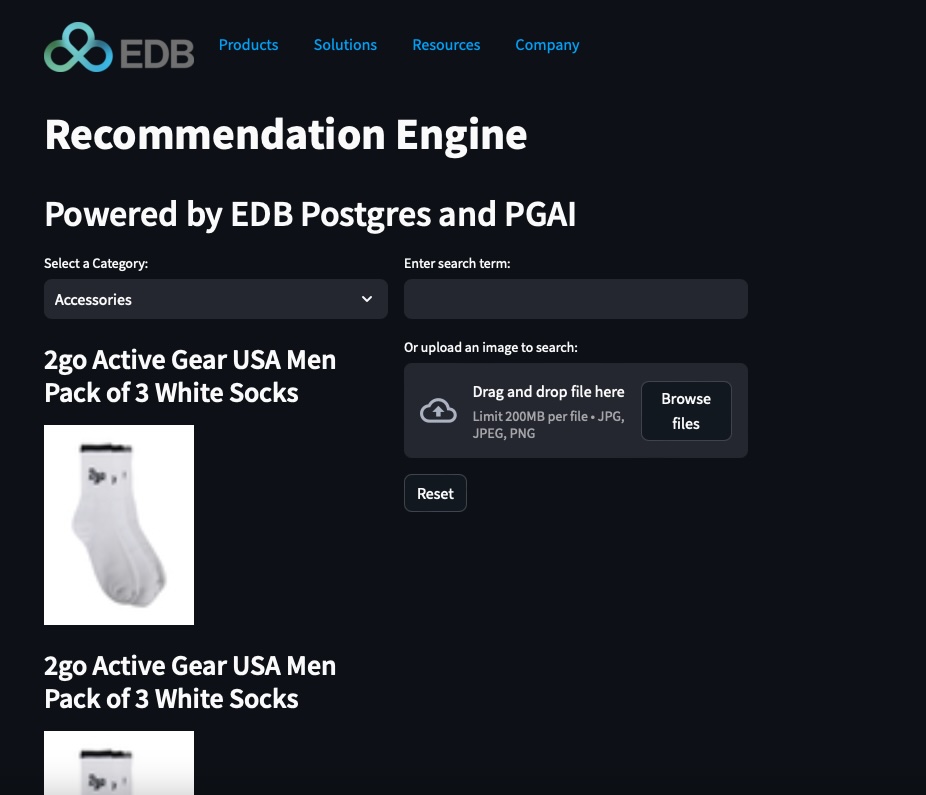 EDB
Products
Solutions
Resources
Company
Recommendation Engine
Powered by EDB Postgres and PGAI
Select a Category:
Accessories
2go Active Gear USA Men
Pack of 3 White Socks
2go
2go Active Gear USA Men
Pack of 3 White Socks
2go
Enter search term:
Or upload an image to search:
Drag and drop file here
Limit 200MB per file • JPG,
JPEG, PNG
Browse
files
Reset